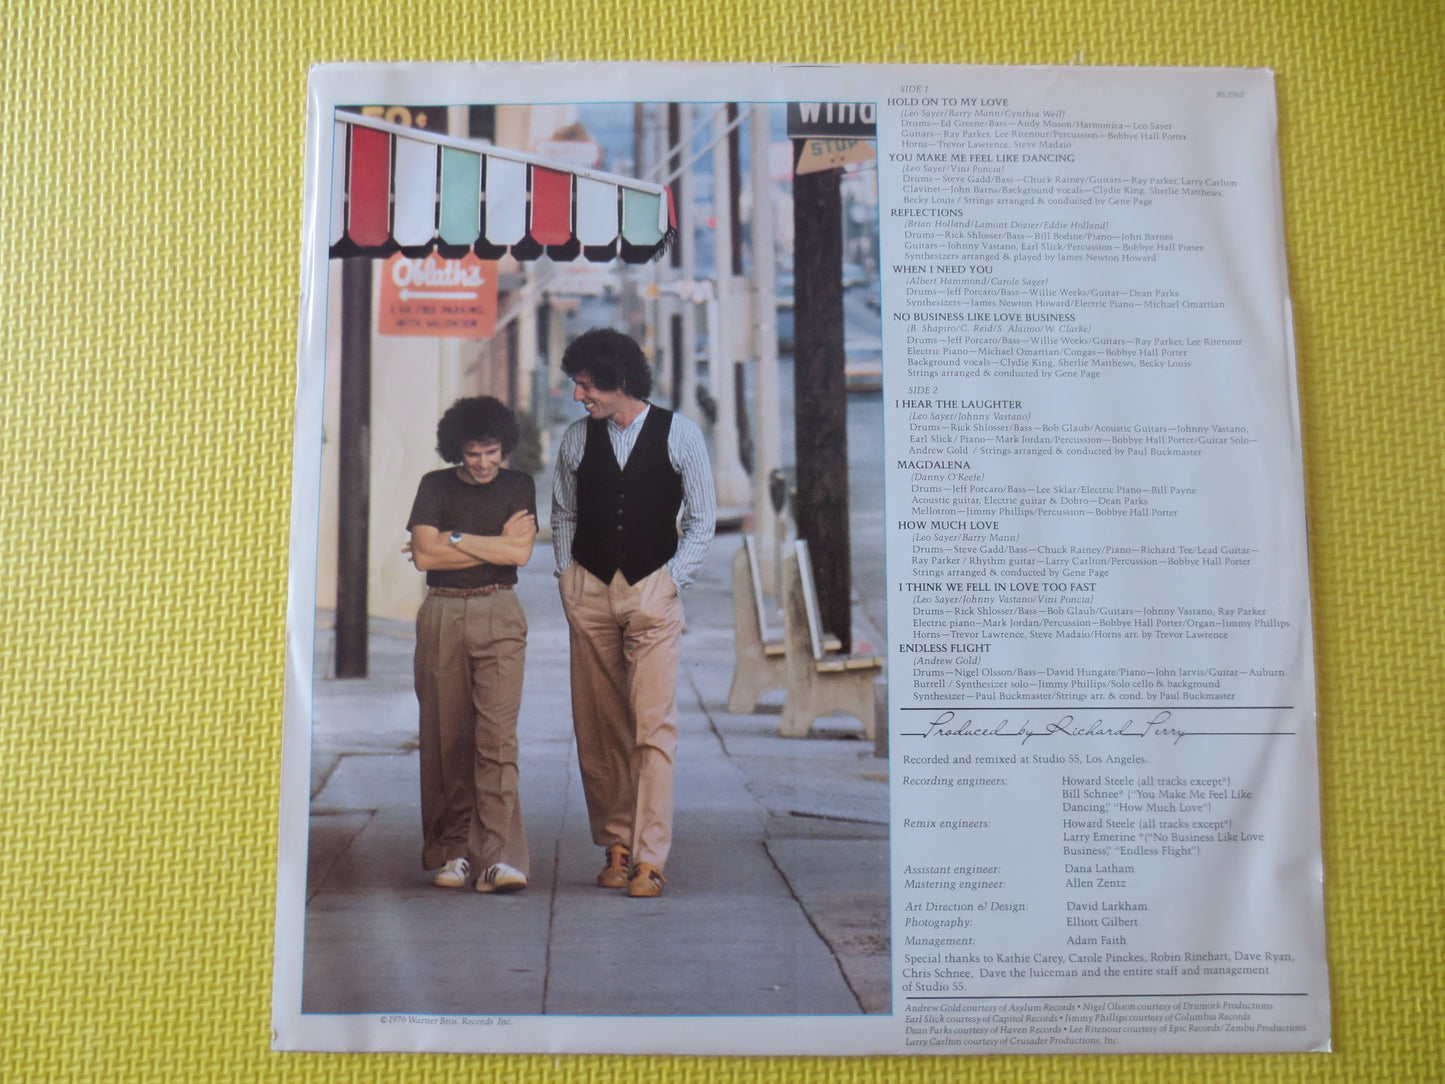 50¢
Wind
STOP
Oblath's
1 HR FREE PARKING
WITH VALIDATION
© 1976 Warner Bros. Records Inc.
BS 2962
SIDE 1
HOLD ON TO MY LOVE
(Leo Sayer/Barry Mann/Cynthia Weil)
Drums—Ed Greene/Bass—Andy Muson/Harmonica—Leo Sayer
Guitars—Ray Parker, Lee Ritenour/Percussion—Bobbye Hall Porter.
Horns—Trevor Lawrence, Steve Madaio
YOU MAKE ME FEEL LIKE DANCING
(Leo Sayer/Vini Poncia)
Drums—Steve Gadd/Bass—Chuck Rainey/Guitars—Ray Parker, Larry Carlton
Clavinet—John Barns/Background vocals—Clydie King, Sherlie Matthews,
Becky Louis / Strings arranged & conducted by Gene Page
REFLECTIONS
(Brian Holland/Lamont Dozier/Eddie Holland)
Drums—Rick Shlosser/Bass—Bill Bodine/Piano—John Barnes
Guitars—Johnny Vastano, Earl Slick/Percussion—Bobbye Hall Porter
Synthesizers arranged & played by James Newton Howard
WHEN I NEED YOU
(Albert Hammond/Carole Sager)
Drums—Jeff Porcaro/Bass—Willie Weeks/Guitar—Dean Parks
Synthesizers—James Newton Howard/Electric Piano—Michael Omartian
NO BUSINESS LIKE LOVE BUSINESS
(B. Shapiro/C. Reid/S. Alaimo/W. Clarke)
Drums—Jeff Porcaro/Bass—Willie Weeks/Guitars—Ray Parker, Lee Ritenour
Electric Piano—Michael Omartian/Congas—Bobbye Hall Porter
Background vocals—Clydie King, Sherlie Matthews, Becky Louis
Strings arranged & conducted by Gene Page
SIDE 2
I HEAR THE LAUGHTER
(Leo Sayer/Johnny Vastano)
Drums—Rick Shlosser/Bass—Bob Glaub/Acoustic Guitars—Johnny Vastano,
Earl Slick / Piano—Mark Jordan/Percussion—Bobbye Hall Porter/Guitar Solo—
Andrew Gold / Strings arranged & conducted by Paul Buckmaster
MAGDALENA
(Danny O'Keefe)
Drums—Jeff Porcaro/Bass—Lee Sklar/Electric Piano—Bill Payne
Acoustic guitar, Electric guitar & Dobro—Dean Parks
Mellotron—Jimmy Phillips/Percussion—Bobbye Hall Porter
HOW MUCH LOVE
(Leo Sayer/Barry Mann)
Drums—Steve Gadd/Bass—Chuck Rainey/Piano—Richard Tee/Lead Guitar—
Ray Parker / Rhythm guitar—Larry Carlton/Percussion—Bobbye Hall Porter
Strings arranged & conducted by Gene Page
I THINK WE FELL IN LOVE TOO FAST
(Leo Sayer/Johnny Vastano/Vini Poncia)
Drums—Rick Shlosser/Bass—Bob Glaub/Guitars—Johnny Vastano, Ray Parker
Electric piano—Mark Jordan/Percussion—Bobbye Hall Porter/Organ—Jimmy Phillips
Horns—Trevor Lawrence, Steve Madaio/Horns arr. by Trevor Lawrence
ENDLESS FLIGHT
(Andrew Gold)
Drums—Nigel Olsson/Bass—David Hungate/Piano—John Jarvis/Guitar—Auburn
Burrell / Synthesizer solo—Jimmy Phillips/Solo cello & background
Synthesizer—Paul Buckmaster/Strings arr. & cond. by Paul Buckmaster
Produced by Richard Perry
Recorded and remixed at Studio 55, Los Angeles.
Recording engineers: Howard Steele (all tracks except*)
Bill Schnee* ("You Make Me Feel Like
Dancing," "How Much Love")
Remix engineers: Howard Steele (all tracks except*)
Larry Emerine *("No Business Like Love
Business," "Endless Flight")
Assistant engineer: Dana Latham
Mastering engineer: Allen Zentz
Art Direction & Design: David Larkham
Photography: Elliott Gilbert
Management: Adam Faith
Special thanks to Kathie Carey, Carole Pinckes, Robin Rinehart, Dave Ryan,
Chris Schnee, Dave the Juiceman and the entire staff and management
of Studio 55.
Andrew Gold courtesy of Asylum Records • Nigel Olsson courtesy of Drumork Productions
Earl Slick courtesy of Capitol Records • Jimmy Phillips courtesy of Columbia Records
Dean Parks courtesy of Haven Records • Lee Ritenour courtesy of Epic Records/Zembu Productions
Larry Carlton courtesy of Crusader Productions, Inc.